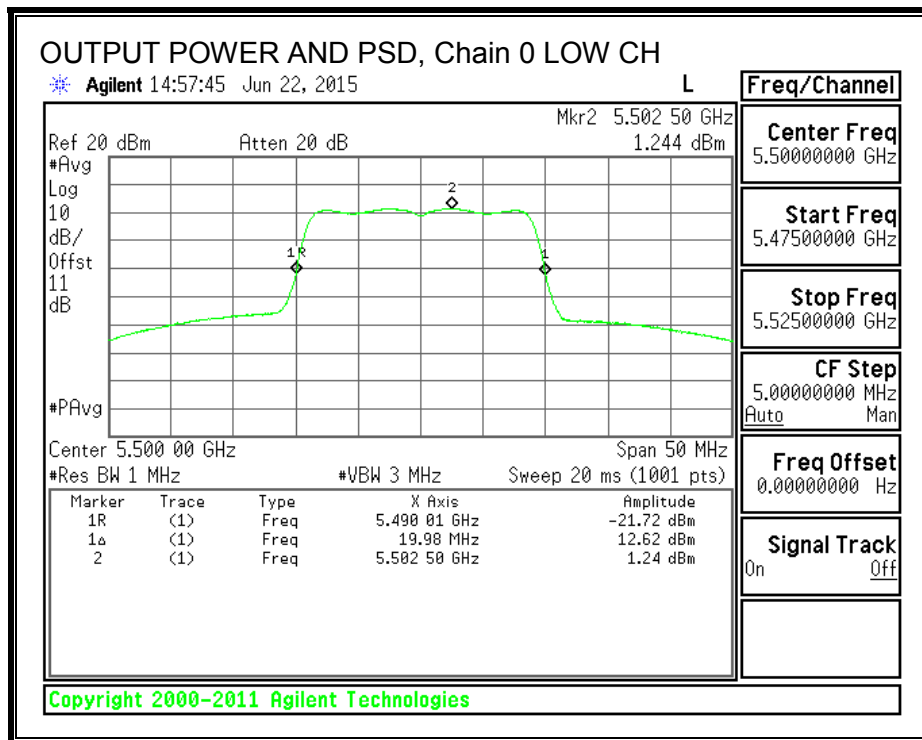 OUTPUT POWER AND PSD, Chain 0 LOW CH
Agilent 14:57:45 Jun 22, 2015 L
Mkr2 5.502 50 GHz
Ref 20 dBm Atten 20 dB 1.244 dBm
#Avg
Log
10
dB/
Offst
11
dB
#PAvg
2
1R
1
Center 5.500 00 GHz Span 50 MHz
#Res BW 1 MHz #VBW 3 MHz Sweep 20 ms (1001 pts)
Marker Trace Type X Axis Amplitude
1R (1) Freq 5.490 01 GHz -21.72 dBm
1Δ (1) Freq 19.98 MHz 12.62 dBm
2 (1) Freq 5.502 50 GHz 1.24 dBm
Freq/Channel
Center Freq
5.50000000 GHz
Start Freq
5.47500000 GHz
Stop Freq
5.52500000 GHz
CF Step
5.00000000 MHz
Auto Man
Freq Offset
0.00000000 Hz
Signal Track
On Off
Copyright 2000-2011 Agilent Technologies